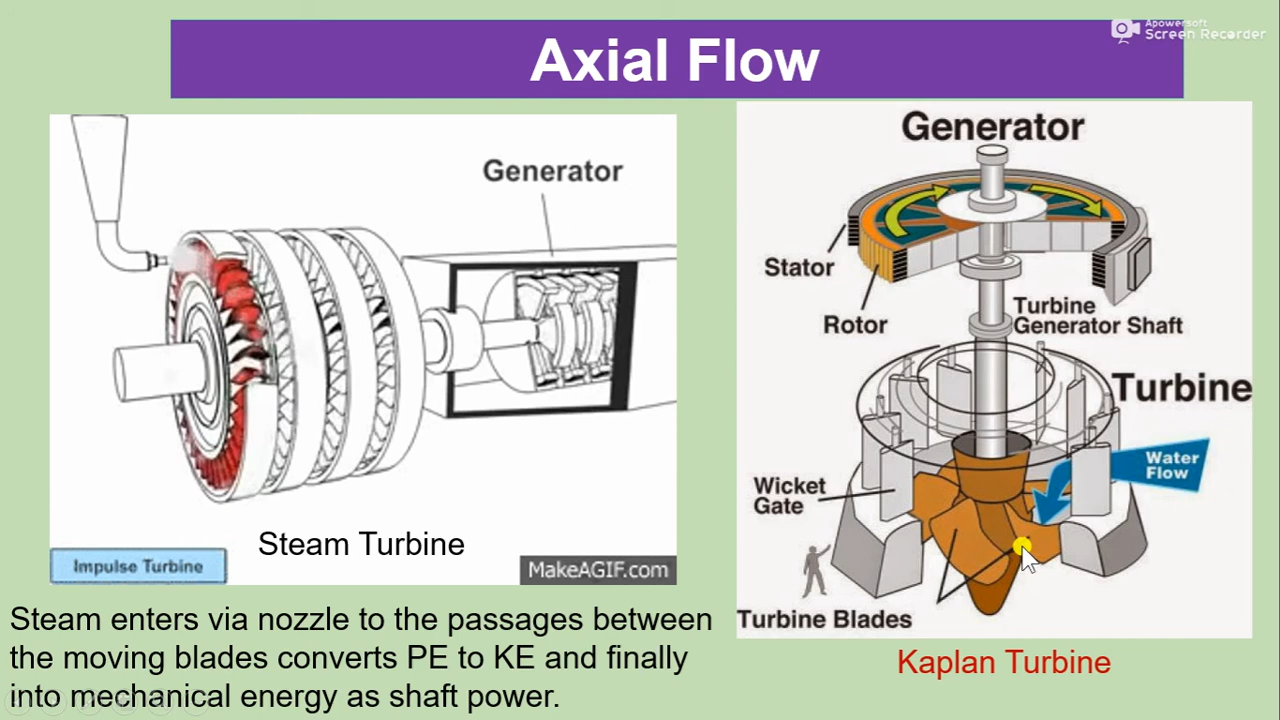 Apowersoft
Screen Recorder
Axial Flow
Generator
Steam Turbine
Impulse Turbine
MakeAGIF.com
Steam enters via nozzle to the passages between
the moving blades converts PE to KE and finally
into mechanical energy as shaft power.
Generator
Stator
Rotor
Turbine
Generator Shaft
Turbine
Water
Flow
Wicket
Gate
Turbine Blades
Kaplan Turbine